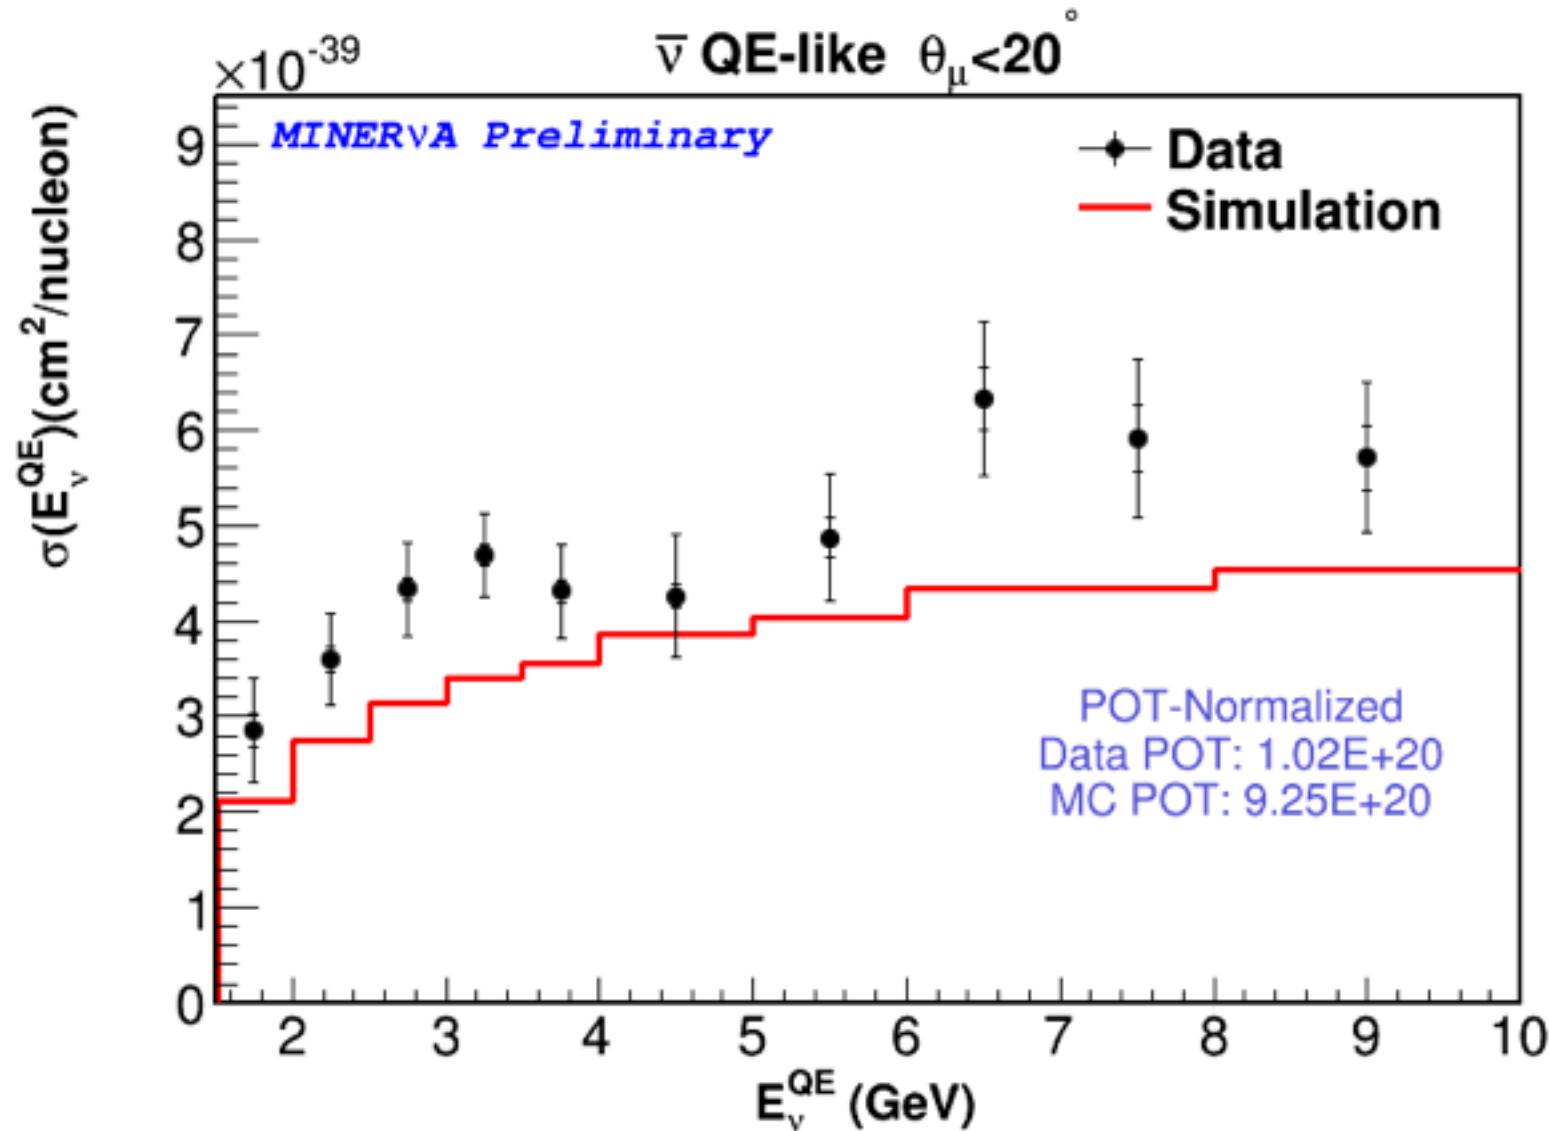 ×10⁻³⁹
ν̄ QE-like θ_μ<20°
MINERνA Preliminary
Data
Simulation
σ(E_ν^QE)(cm²/nucleon)
9
8
7
6
5
4
3
2
1
0
POT-Normalized
Data POT: 1.02E+20
MC POT: 9.25E+20
2 3 4 5 6 7 8 9 10
E_ν^QE (GeV)